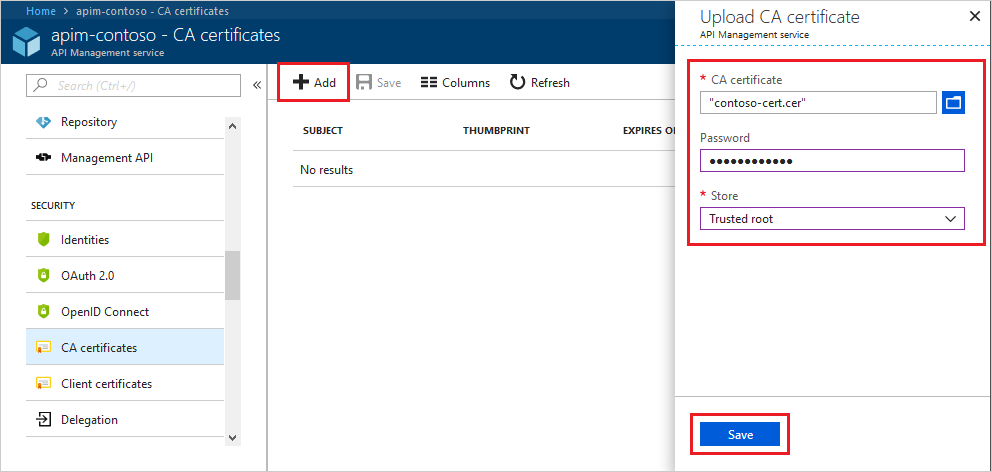 Home > apim-contoso - CA certificates
apim-contoso - CA certificates
API Management service
Search (Ctrl+/)
«
Repository
Management API
SECURITY
Identities
OAuth 2.0
OpenID Connect
CA certificates
Client certificates
Delegation
Add Save Columns Refresh
SUBJECT THUMBPRINT EXPIRES O
No results
Upload CA certificate
API Management service
* CA certificate
"contoso-cert.cer"
Password
••••••••••••
* Store
Trusted root
Save